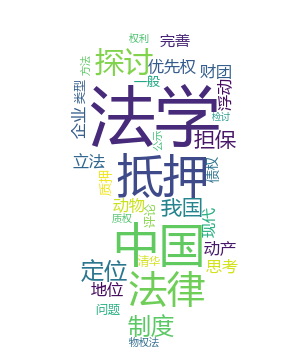 权利
完善
探讨
优先权
财团
方法
类型
一般
浮动
企业
法学
检讨
担保
公示
立法
抵押
债权
质押
动物
我国
评论
质权
现代
中国
动产
清华
思考
定位
地位
法律
问题
制度
物权法